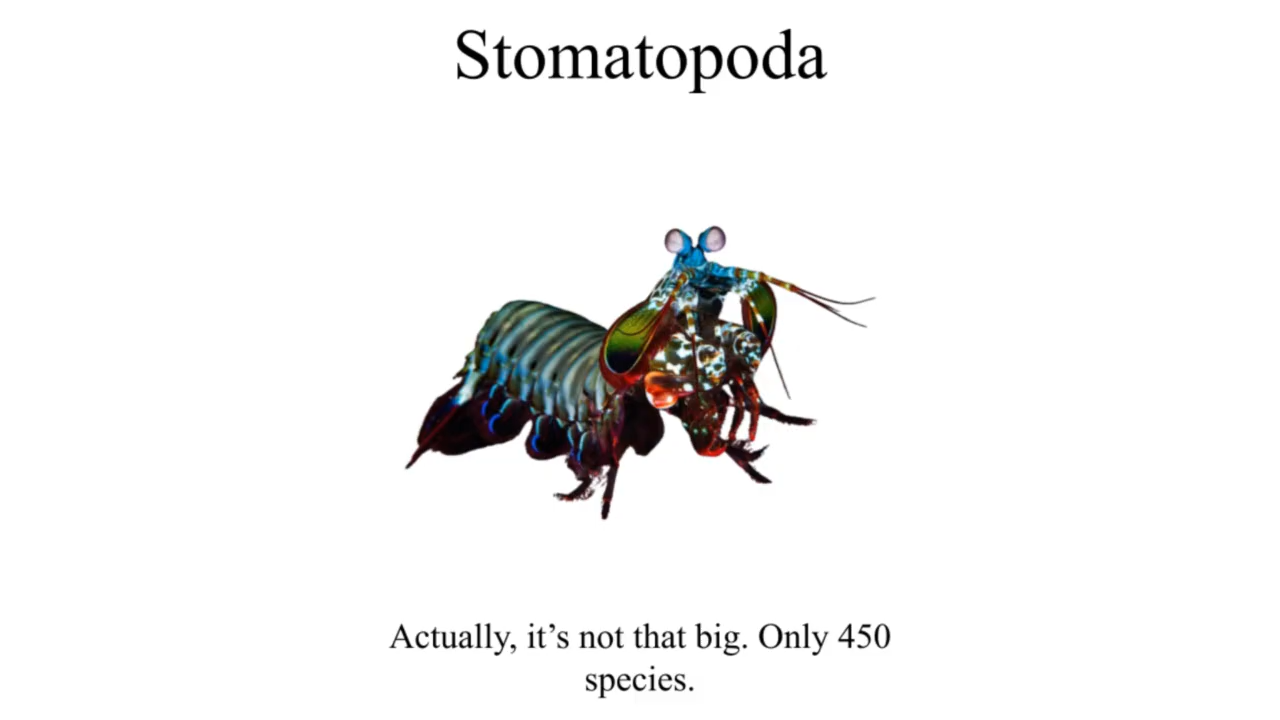 Stomatopoda
Actually, it’s not that big. Only 450
species.